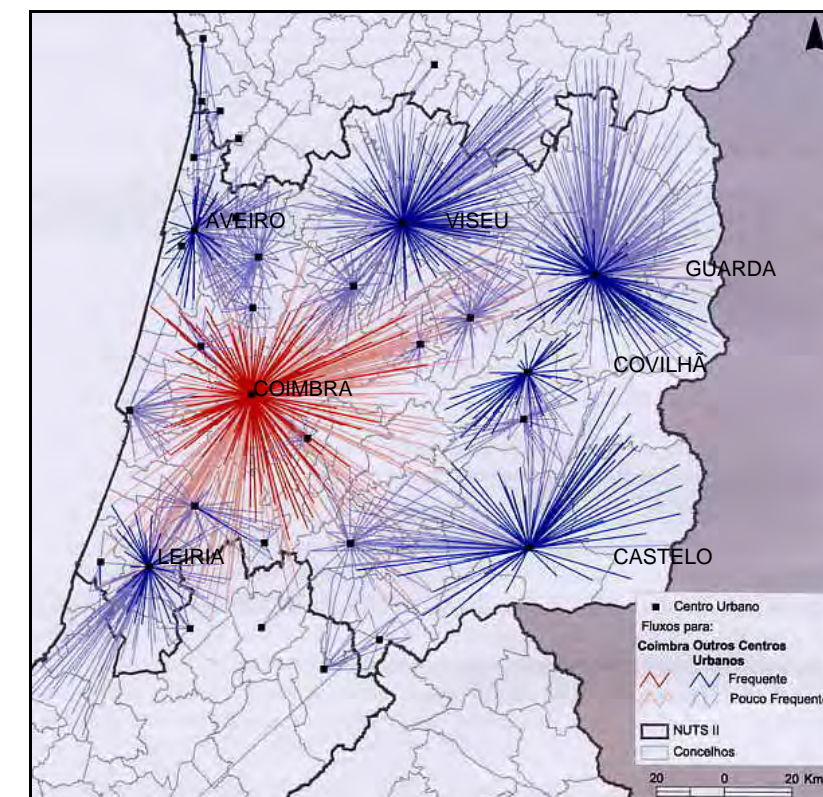 AVEIRO
VISEU
GUARDA
COVILHÂ
COIMBRA
LEIRIA
CASTELO
Centro Urbano
Fluxos para:
Coimbra Outros Centros
Urbanos
Frequente
Pouco Frequente
NUTS II
Concelhos
20 0 20 Km